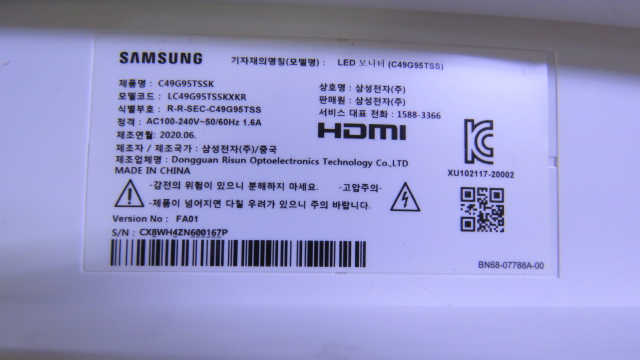 SAMSUNG
기자재의명칭(모델명) : LED 모니터 (C49G95TSS)
제품명 : C49G95TSSK
모델코드 : LC49G95TSSKXKR
식별부호 : R-R-SEC-C49G95TSS
정격 : AC100-240V~50/60Hz 1.6A
제조연월: 2020.06.
제조자 / 제조국가 : 삼성전자(주)/중국
제조업체명 : Dongguan Risun Optoelectronics Technology Co.,LTD
MADE IN CHINA
상호명 : 삼성전자(주)
판매원 : 삼성전자(주)
서비스 대표 전화 : 1588-3366
HDMI
XU102117-20002
-감전의 위험이 있으니 분해하지 마세요. -고압주의-
-제품이 넘어지면 다칠 우려가 있으니 주의 바랍니다.
Version No : FA01
S/N : CX8WH4ZN600167P
BN68-07788A-00